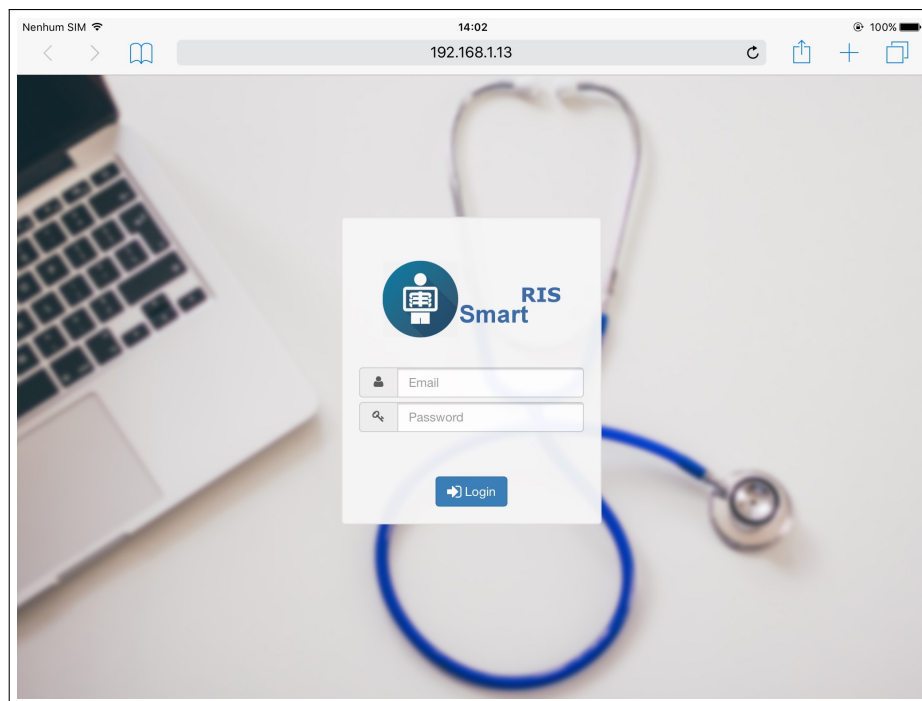 Nenhum SIM
14:02
100%
192.168.1.13
RIS
Smart
Email
Password
Login